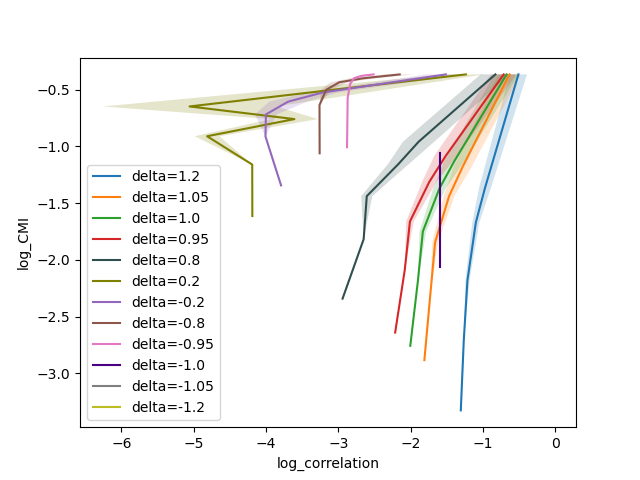 −0.5
−1.0
−1.5
−2.0
−2.5
−3.0
log_CMI
delta=1.2
delta=1.05
delta=1.0
delta=0.95
delta=0.8
delta=0.2
delta=-0.2
delta=-0.8
delta=-0.95
delta=-1.0
delta=-1.05
delta=-1.2
−6 −5 −4 −3 −2 −1 0
log_correlation